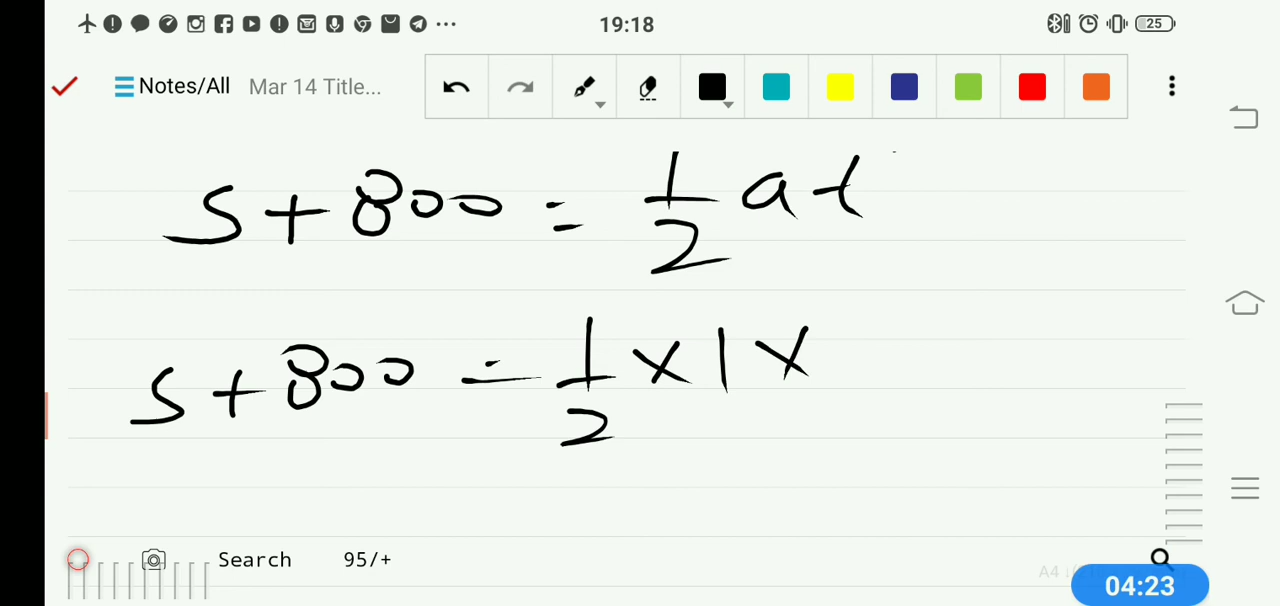 19:18
25
Notes/All Mar 14 Title...
S + 800 = 1/2 at
S + 800 = 1/2 x 1 x
Search 95/+
04:23